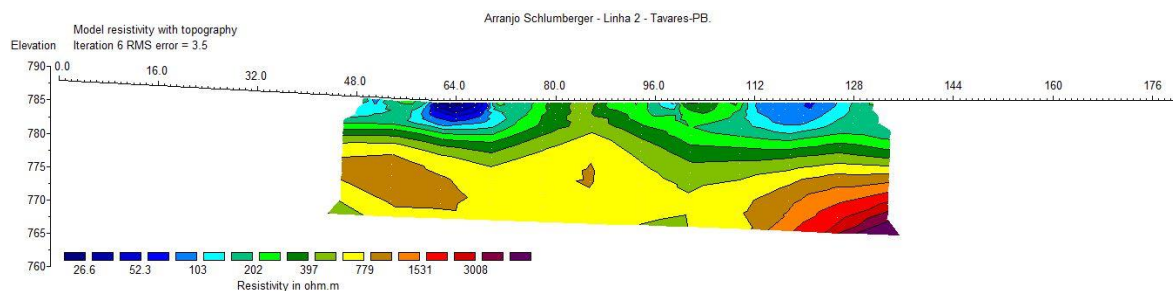 Arranjo Schlumberger - Linha 2 - Tavares-PB.
Model resistivity with topography
Elevation Iteration 6 RMS error = 3.5
790 0.0 16.0 32.0 48.0 64.0 80.0 96.0 112 128 144 160 176
785
780
775
770
765
760
26.6 52.3 103 202 397 779 1531 3008
Resistivity in ohm.m